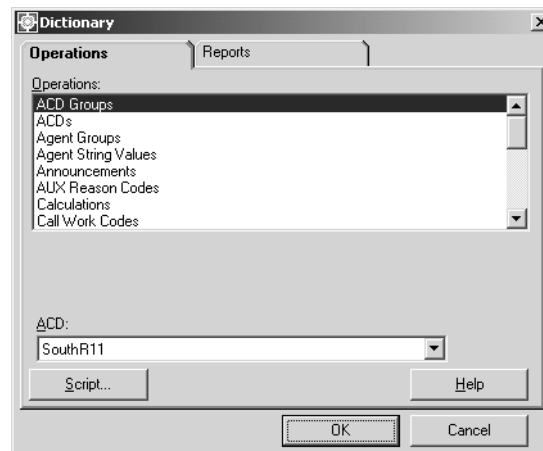 Dictionary
Operations
Reports
Operations:
ACD Groups
ACDs
Agent Groups
Agent String Values
Announcements
AUX Reason Codes
Calculations
Call Work Codes
ACD:
SouthR11
Script...
Help
OK
Cancel